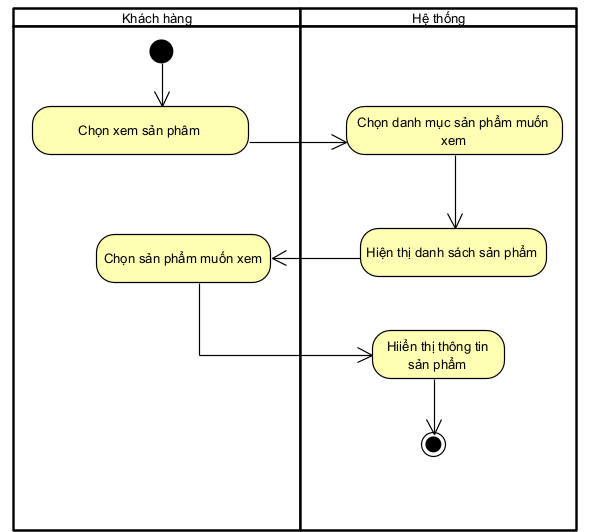 Khách hàng
Hệ thống
Chọn xem sản phâm
Chọn danh mục sản phẩm muốn
xem
Hiện thị danh sách sản phẩm
Chọn sản phẩm muốn xem
Hiiển thị thông tin
sản phẩm